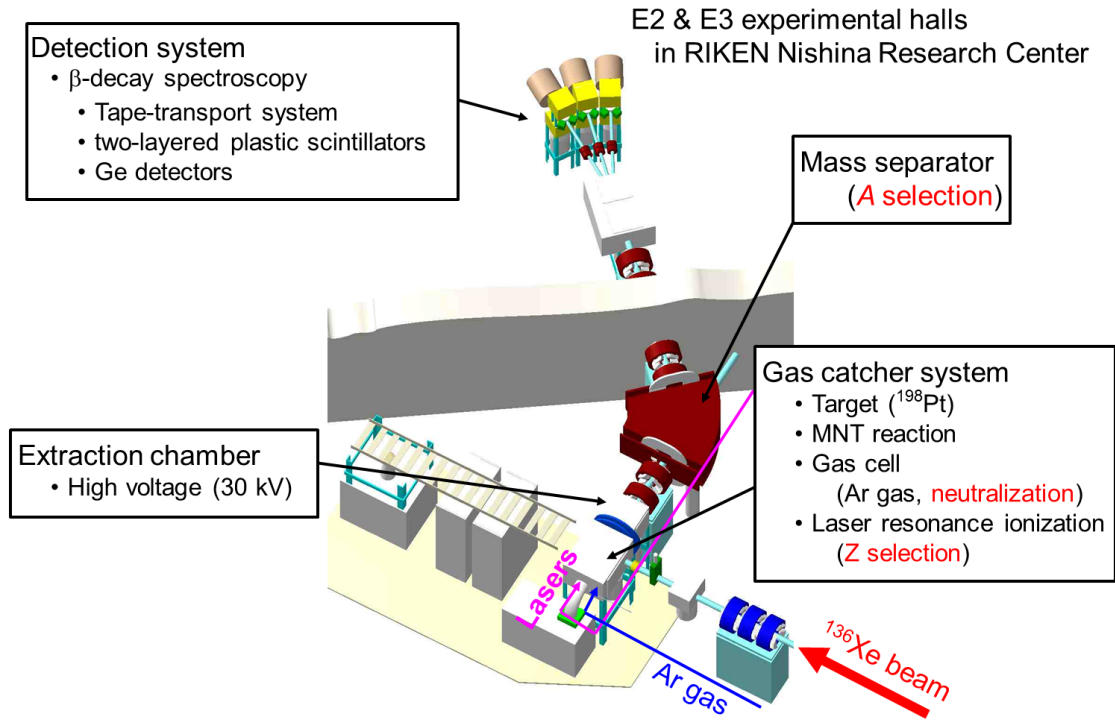 E2 & E3 experimental halls
in RIKEN Nishina Research Center
Detection system
• β-decay spectroscopy
• Tape-transport system
• two-layered plastic scintillators
• Ge detectors
Mass separator
(A selection)
Gas catcher system
• Target (¹⁹⁸Pt)
• MNT reaction
• Gas cell
(Ar gas, neutralization)
• Laser resonance ionization
(Z selection)
Extraction chamber
• High voltage (30 kV)
Lasers
Ar gas
¹³⁶Xe beam